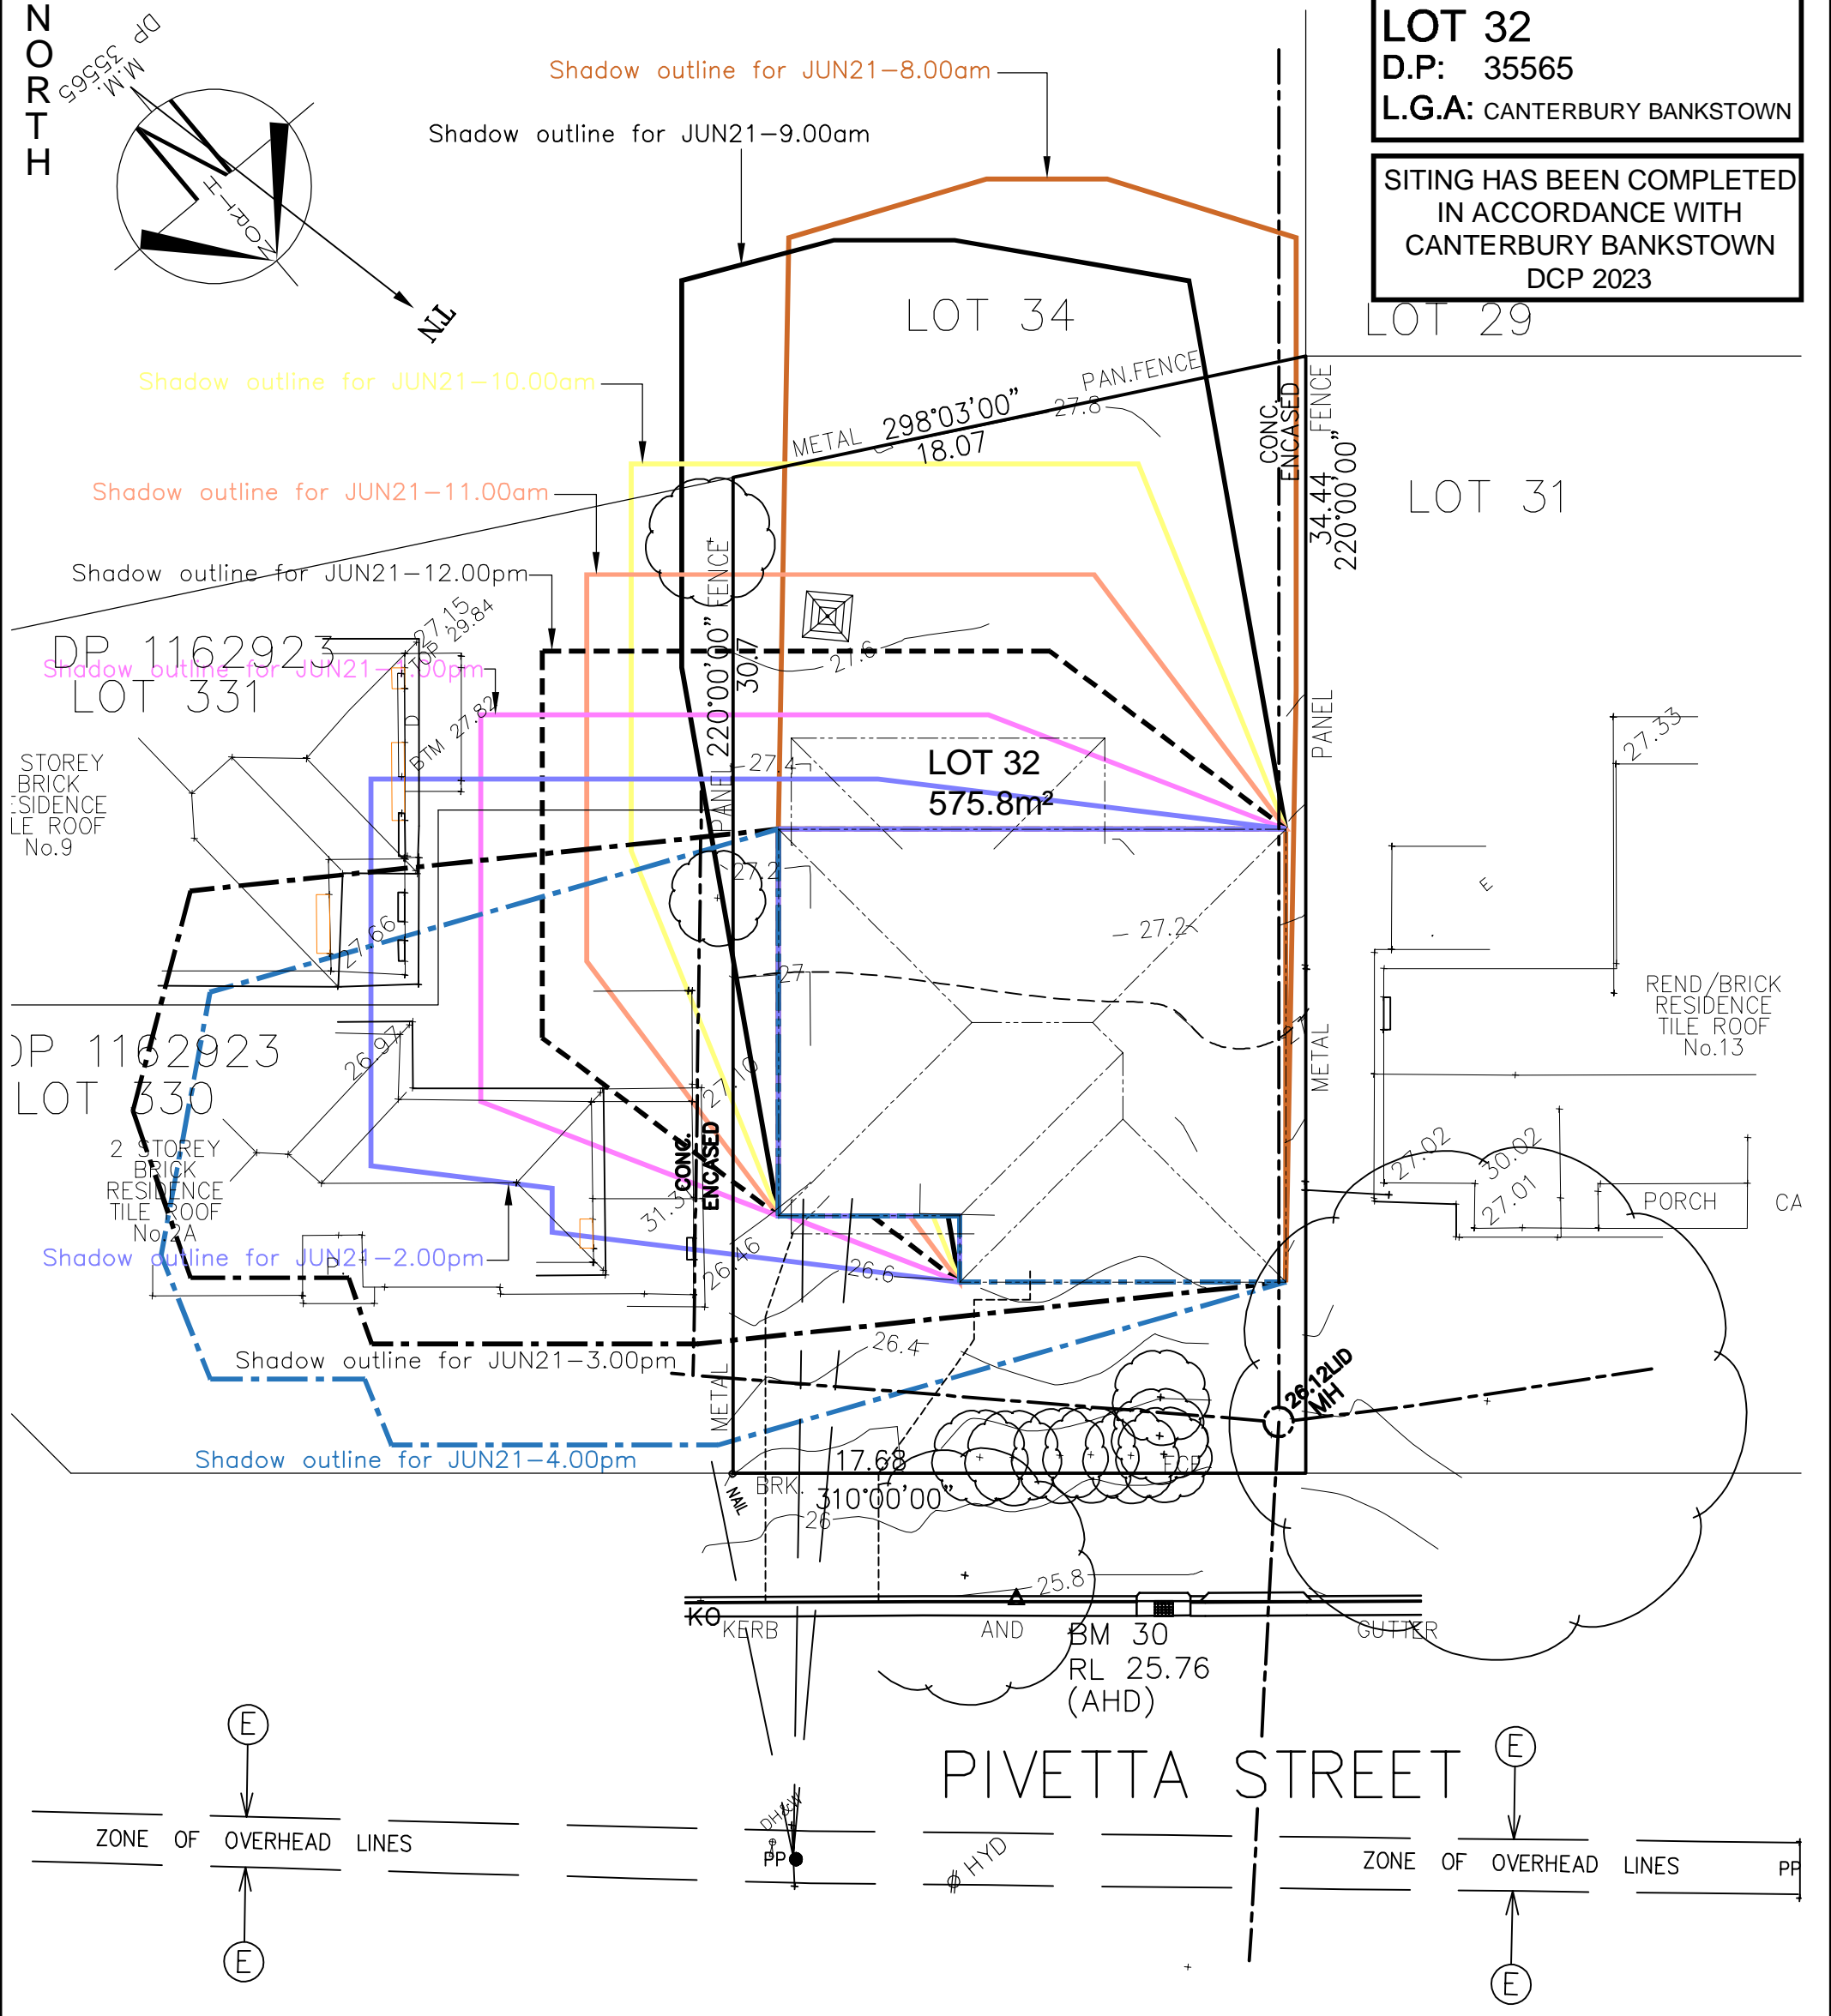 NORTH
M.M.
DP 35565
NORTH
TN
LOT 32
D.P: 35565
L.G.A: CANTERBURY BANKSTOWN
SITING HAS BEEN COMPLETED
IN ACCORDANCE WITH
CANTERBURY BANKSTOWN
DCP 2023
Shadow outline for JUN21-8.00am
Shadow outline for JUN21-9.00am
LOT 34
LOT 29
PAN.FENCE
Shadow outline for JUN21-10.00am
METAL
298°03'00"
18.07
27.8
CONC.
ENCASED
FENCE
34.44
220°00'00"
LOT 31
Shadow outline for JUN21-11.00am
Shadow outline for JUN21-12.00pm
FENCE
27.15
TOP 29.84
DP 1162923
Shadow outline for JUN21-1.00pm
LOT 331
220°00'00"
30.7
27.6
PANEL
27.33
BTM 27.82
D
PANEL
27.4
LOT 32
575.8m²
STOREY
BRICK
ESIDENCE
LE ROOF
No.9
27.2
E
27.66
27.2
27
REND/BRICK
RESIDENCE
TILE ROOF
No.13
DP 1162923
LOT 330
26.97
27.10
METAL
2 STOREY
BRICK
RESIDENCE
TILE ROOF
No.2A
CONC.
ENCASED
31.3
27.02
30.02
27.01
PORCH
CA
Shadow outline for JUN21-2.00pm
P.
26.46
26.6
26.4
Shadow outline for JUN21-3.00pm
METAL
26.12LID
MH
Shadow outline for JUN21-4.00pm
17.68
310°00'00"
BRK.
NAIL
26
25.8
KO
KERB
AND
GUTTER
BM 30
RL 25.76
(AHD)
E
E
PIVETTA STREET
ZONE OF OVERHEAD LINES
DH&W
PP
HYD
ZONE OF OVERHEAD LINES
PP
E
E